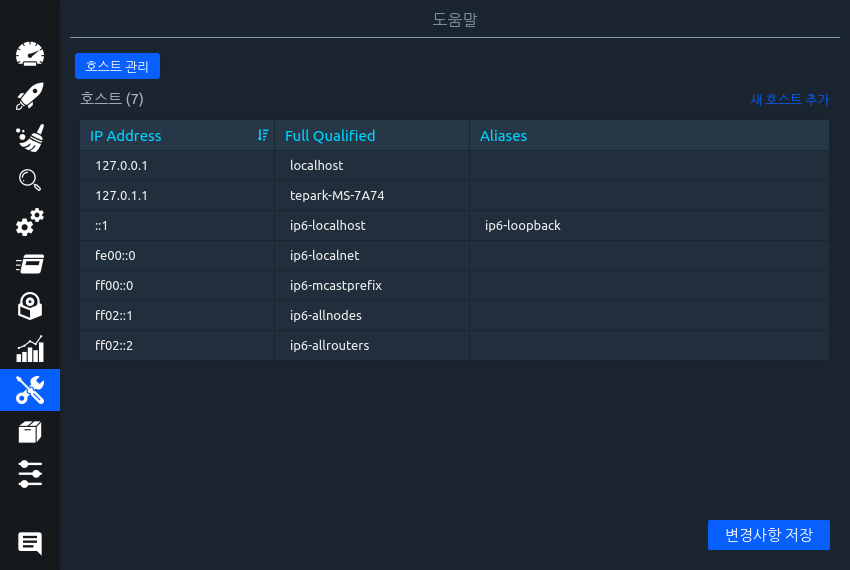 도움말
호스트 관리
호스트 (7)
새 호스트 추가
IP Address Full Qualified Aliases
127.0.0.1 localhost
127.0.1.1 tepark-MS-7A74
::1 ip6-localhost ip6-loopback
fe00::0 ip6-localnet
ff00::0 ip6-mcastprefix
ff02::1 ip6-allnodes
ff02::2 ip6-allrouters
변경사항 저장